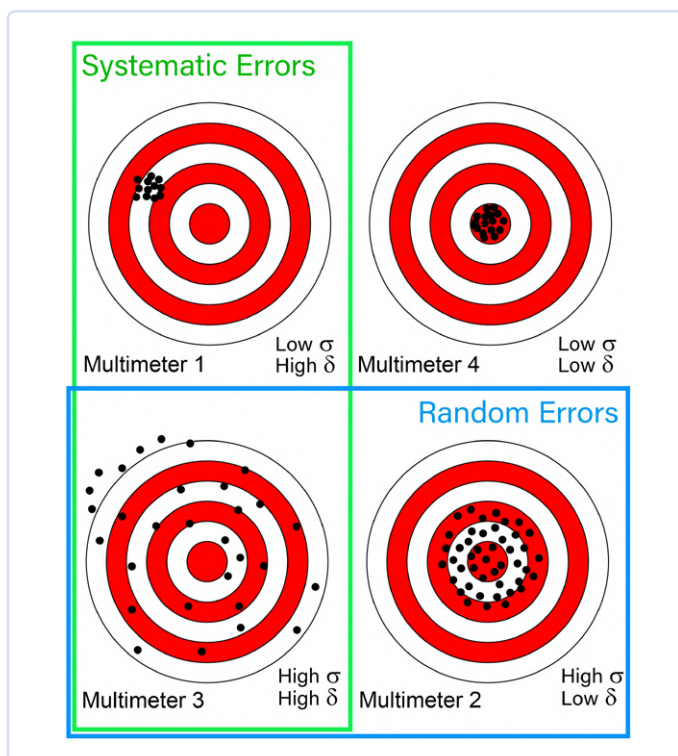 Systematic Errors
Low σ
High δ
Multimeter 1
Low σ
Low δ
Multimeter 4
Random Errors
High σ
High δ
Multimeter 3
High σ
Low δ
Multimeter 2